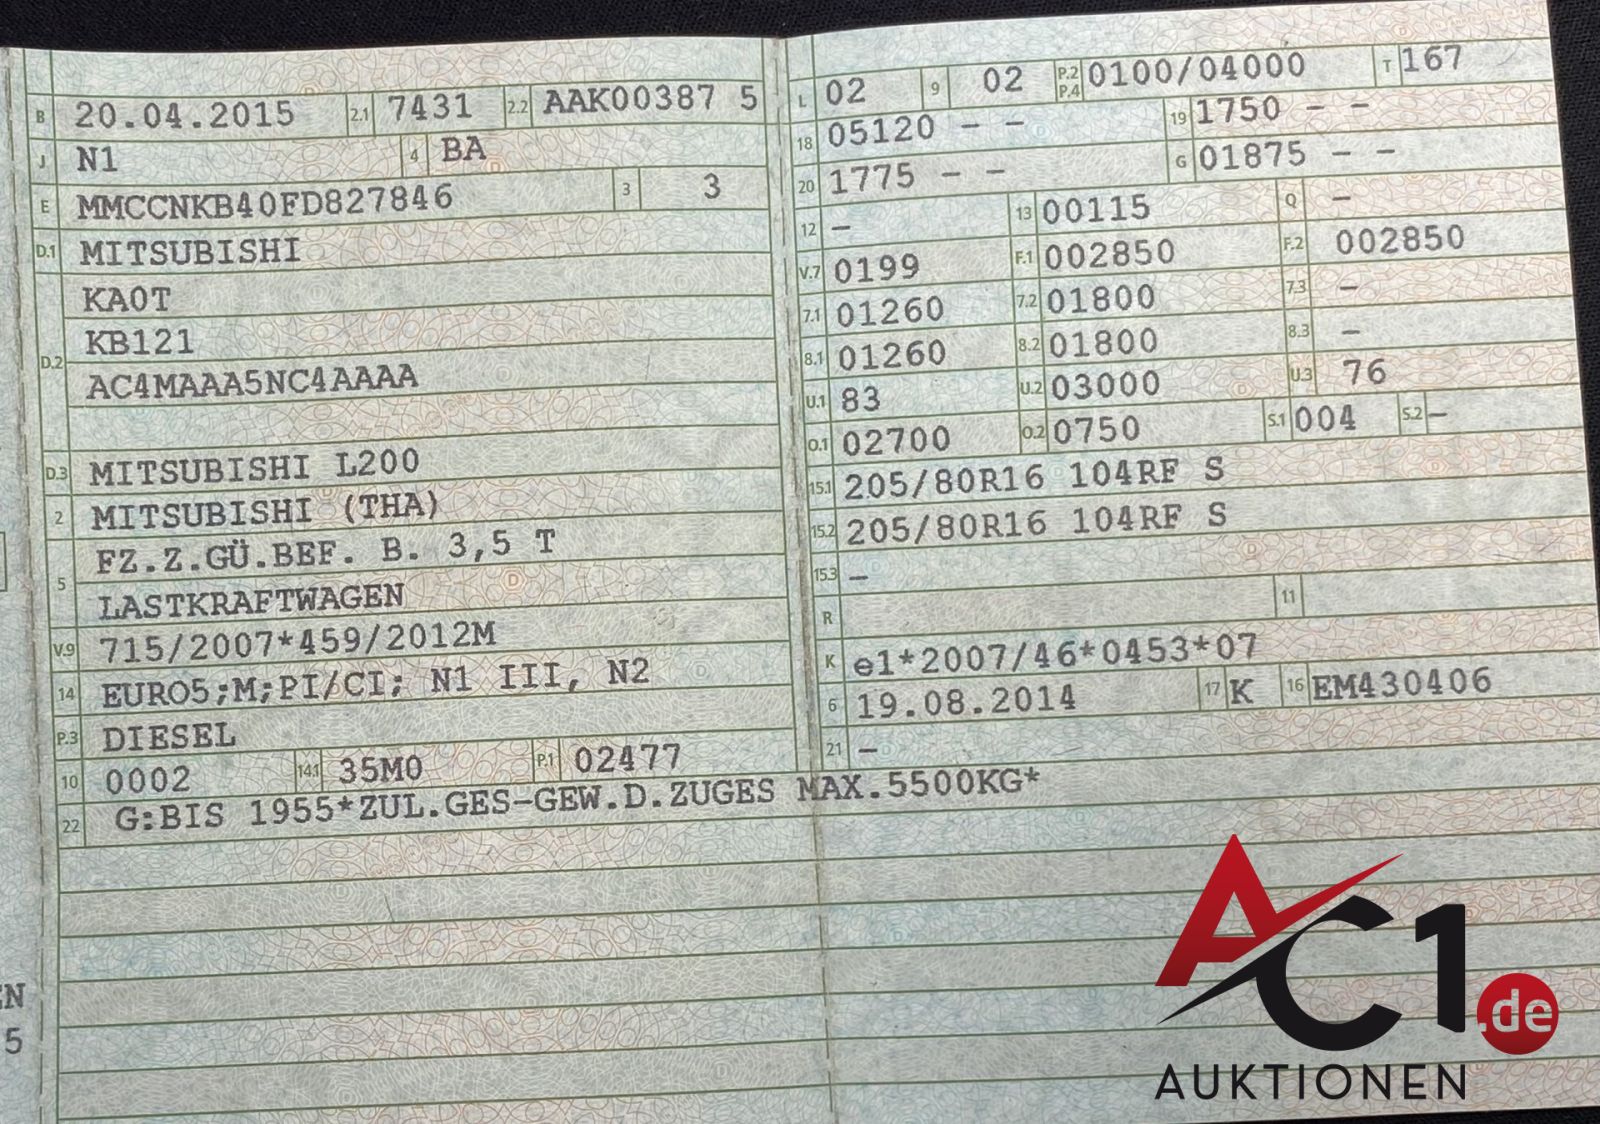 B 20.04.2015 2.1 7431 2.2 AAK00387 5
J N1 4 BA
E MMCCNKB40FD827846 3 3
D.1 MITSUBISHI
KA0T
D.2 KB121
AC4MAAA5NC4AAAA
D.3 MITSUBISHI L200
2 MITSUBISHI (THA)
5 FZ.Z.GÜ.BEF. B. 3,5 T
LASTKRAFTWAGEN
V.9 715/2007*459/2012M
14 EURO5;M;PI/CI; N1 III, N2
P.3 DIESEL
10 0002 14.1 35M0 P.1 02477
L 02 9 02 P.2 P.4 0100/04000 T 167
18 05120 – – 19 1750 – –
20 1775 – – G 01875 – –
12 – 13 00115 Q –
V.7 0199 F.1 002850 F.2 002850
7.1 01260 7.2 01800 7.3 –
8.1 01260 8.2 01800 8.3 –
U.1 83 U.2 03000 U.3 76
O.1 02700 O.2 0750 S.1 004 S.2 –
15.1 205/80R16 104RF S
15.2 205/80R16 104RF S
15.3 –
R 11
K e1*2007/46*0453*07
6 19.08.2014 17 K 16 EM430406
21 –
22 G:BIS 1955*ZUL.GES-GEW.D.ZUGES MAX.5500KG*
EN
5
AC1.de
AUKTIONEN